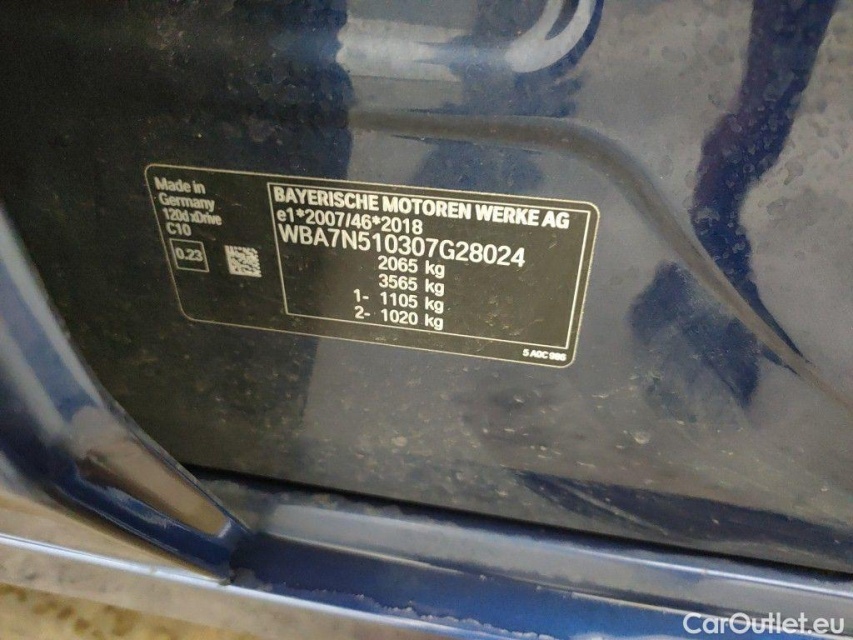 Made in
Germany
120d xDrive
C10
0.23
BAYERISCHE MOTOREN WERKE AG
e1*2007/46*2018
WBA7N510307G28024
2065 kg
3565 kg
1- 1105 kg
2- 1020 kg
5 A0C 986
CarOutlet.eu